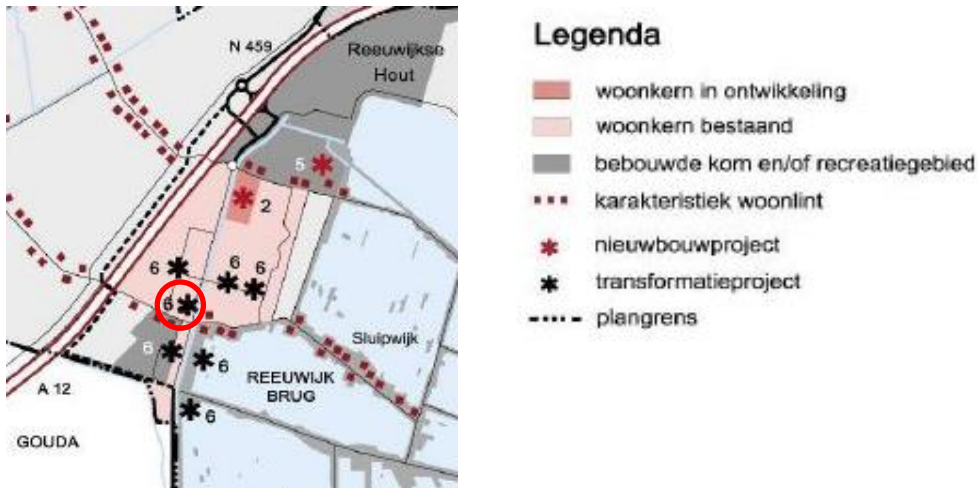 N 459
Reeuwijkse
Hout
5
2
6
6
6
6
6
6
Sluipwijk
REEUWIJK
BRUG
A 12
6
GOUDA
Legenda
woonkern in ontwikkeling
woonkern bestaand
bebouwde kom en/of recreatiegebied
karakteristiek woonlint
nieuwbouwproject
transformatieproject
plangrens